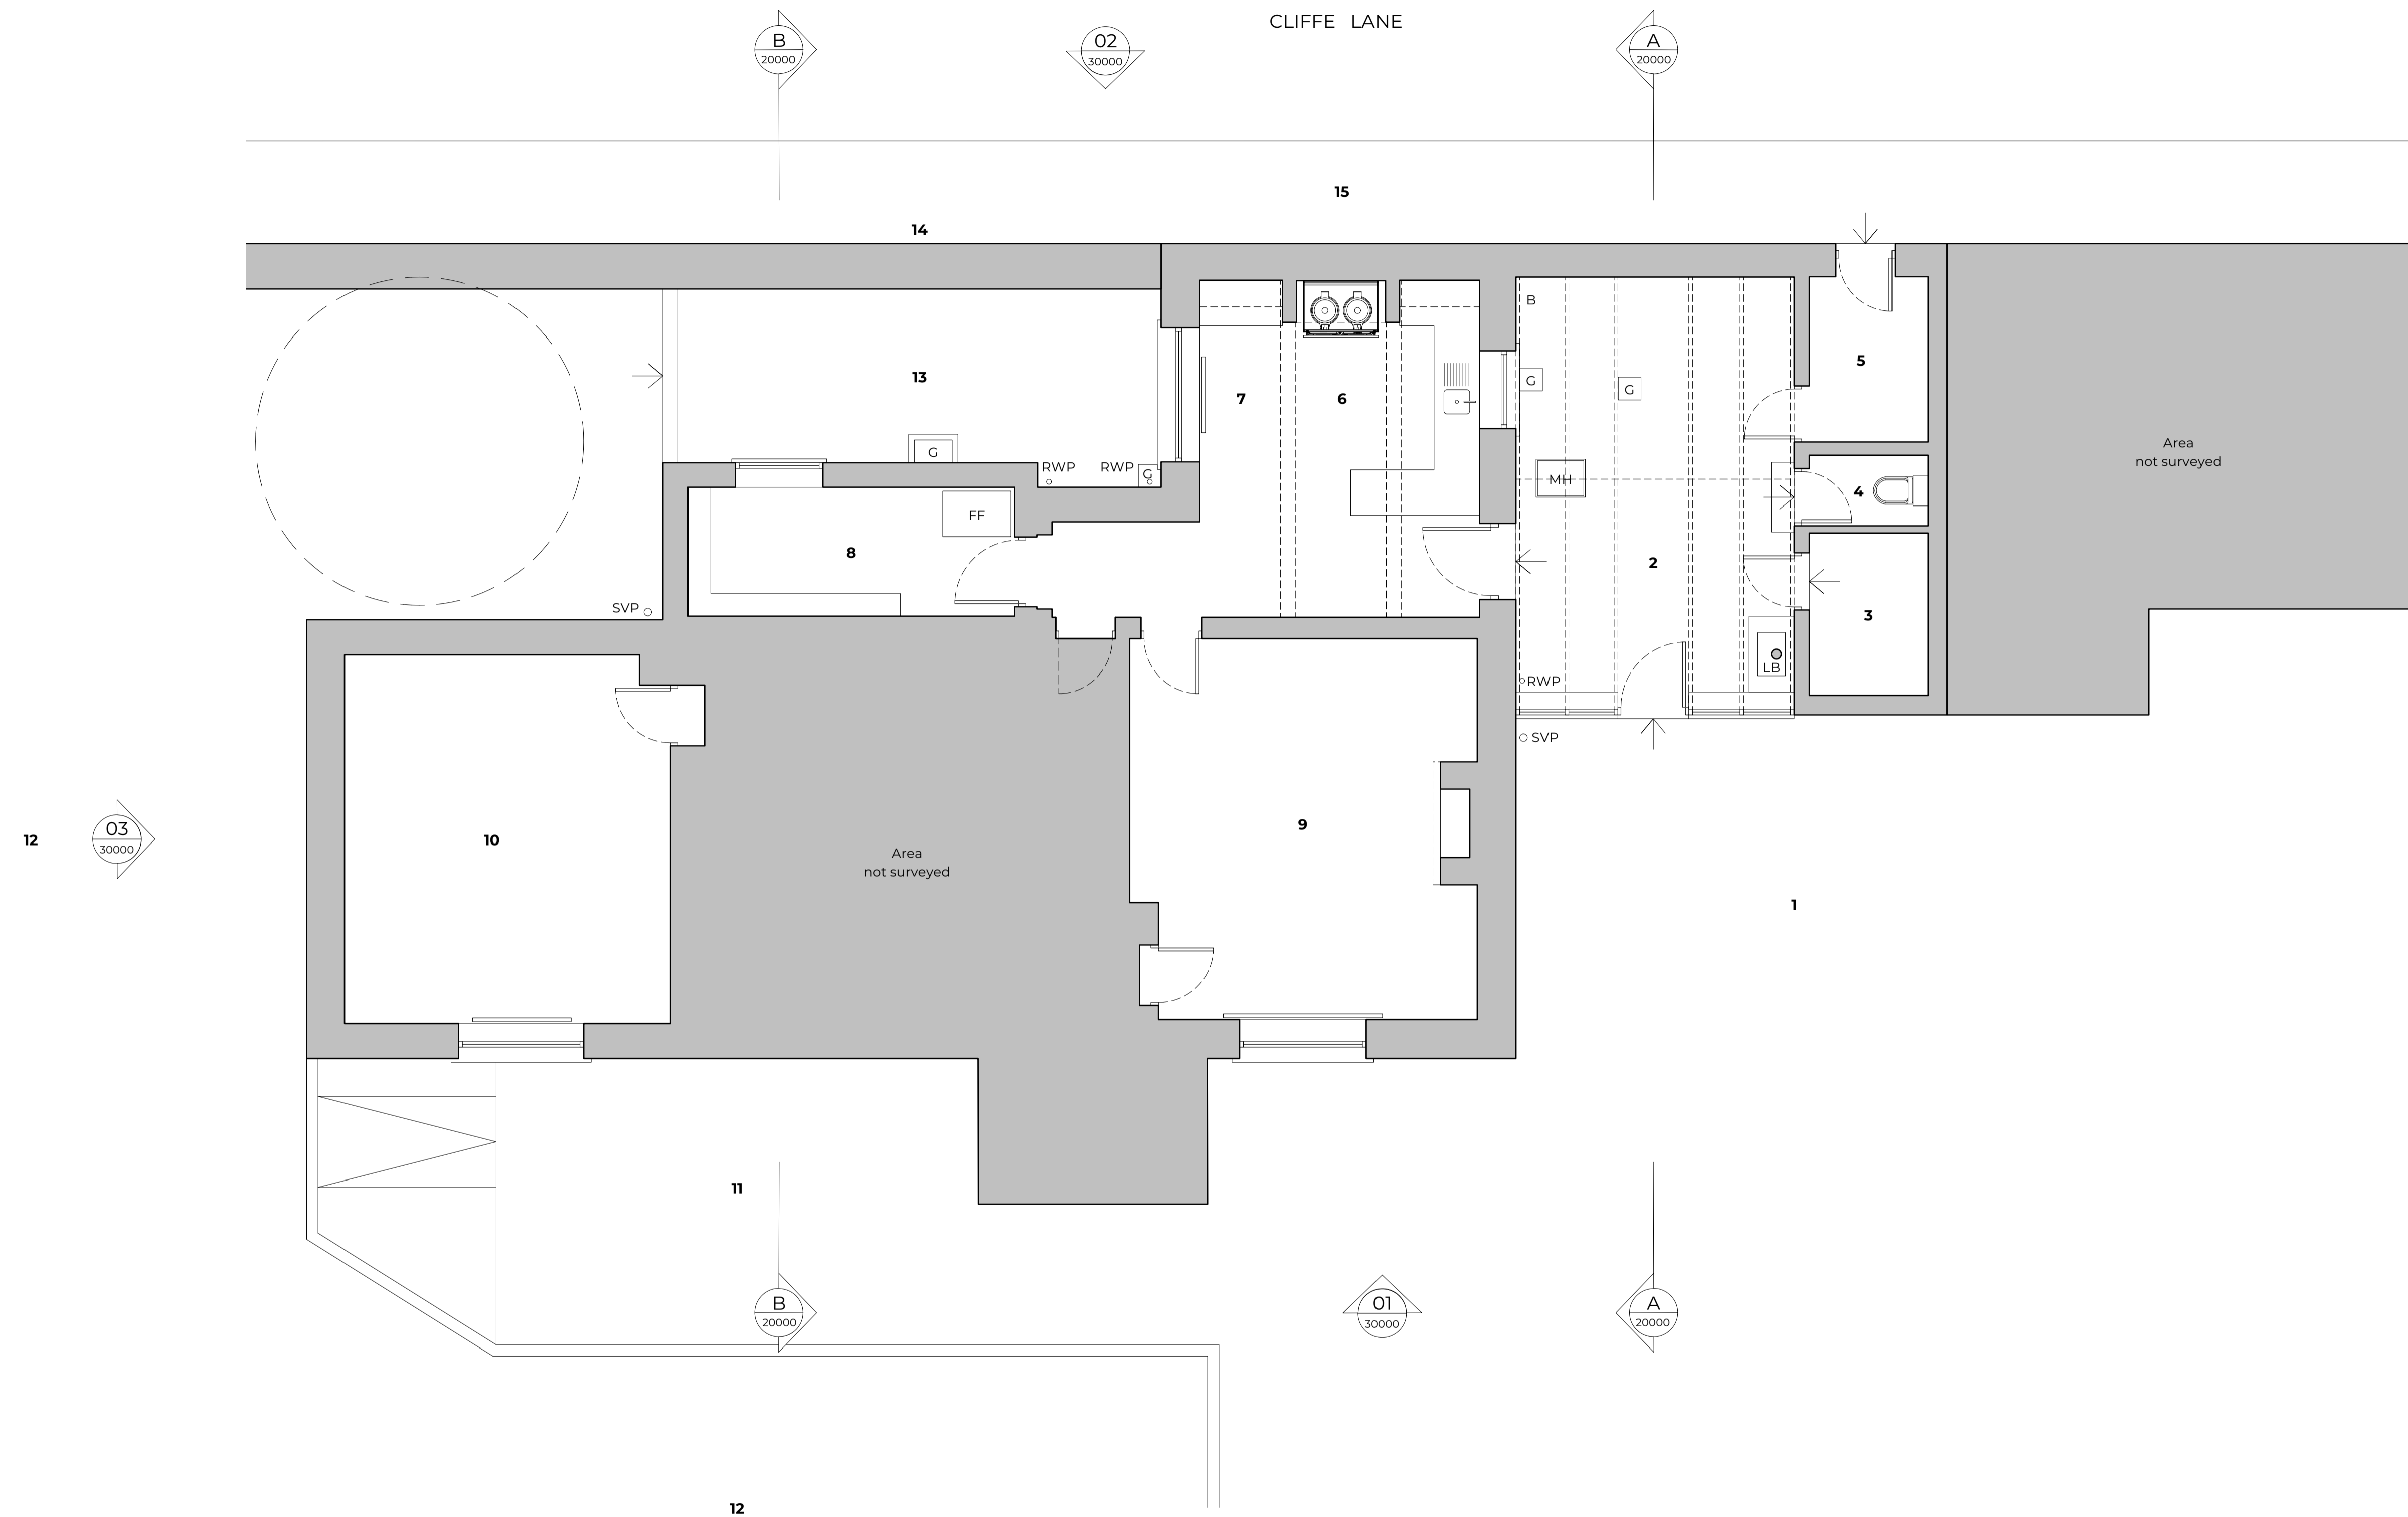 CLIFFE LANE
B
20000
02
30000
A
20000
15
14
B
13
G
G
5
7
6
G
RWP
RWP
G
MH
4
FF
8
2
Area
not surveyed
SVP
3
LB
RWP
SVP
9
10
12
03
30000
Area
not surveyed
1
11
B
20000
01
30000
A
20000
12